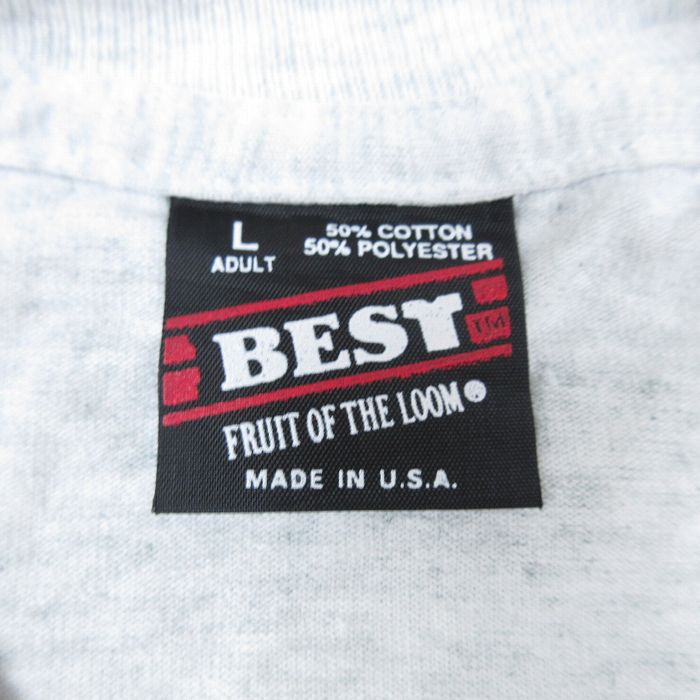 L
ADULT
50% COTTON
50% POLYESTER
BEST
TM
FRUIT OF THE LOOM
MADE IN U.S.A.